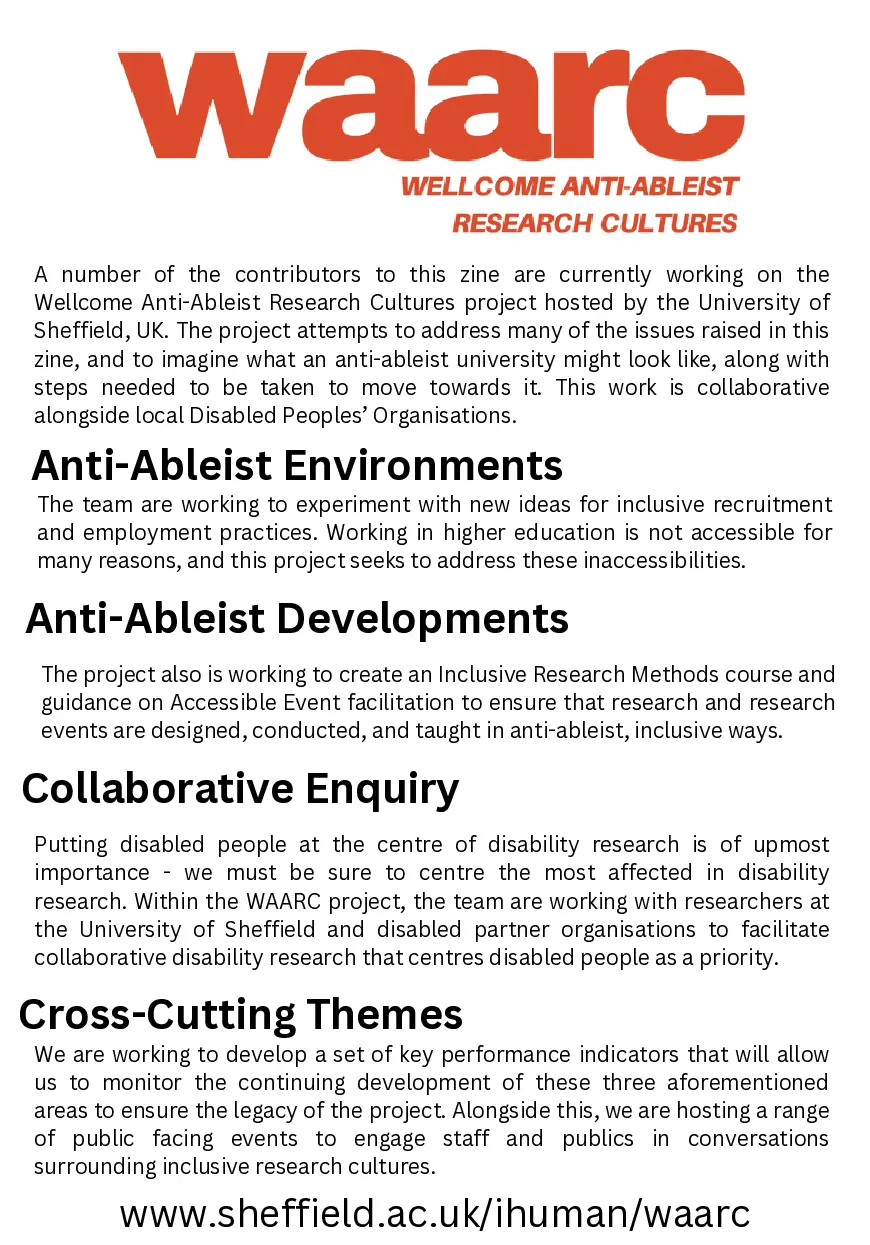 waarc
WELLCOME ANTI-ABLEIST
RESEARCH CULTURES
A number of the contributors to this zine are currently working on the
Wellcome Anti-Ableist Research Cultures project hosted by the University of
Sheffield, UK. The project attempts to address many of the issues raised in this
zine, and to imagine what an anti-ableist university might look like, along with
steps needed to be taken to move towards it. This work is collaborative
alongside local Disabled Peoples’ Organisations.
Anti-Ableist Environments
The team are working to experiment with new ideas for inclusive recruitment
and employment practices. Working in higher education is not accessible for
many reasons, and this project seeks to address these inaccessibilities.
Anti-Ableist Developments
The project also is working to create an Inclusive Research Methods course and
guidance on Accessible Event facilitation to ensure that research and research
events are designed, conducted, and taught in anti-ableist, inclusive ways.
Collaborative Enquiry
Putting disabled people at the centre of disability research is of upmost
importance - we must be sure to centre the most affected in disability
research. Within the WAARC project, the team are working with researchers at
the University of Sheffield and disabled partner organisations to facilitate
collaborative disability research that centres disabled people as a priority.
Cross-Cutting Themes
We are working to develop a set of key performance indicators that will allow
us to monitor the continuing development of these three aforementioned
areas to ensure the legacy of the project. Alongside this, we are hosting a range
of public facing events to engage staff and publics in conversations
surrounding inclusive research cultures.
www.sheffield.ac.uk/ihuman/waarc